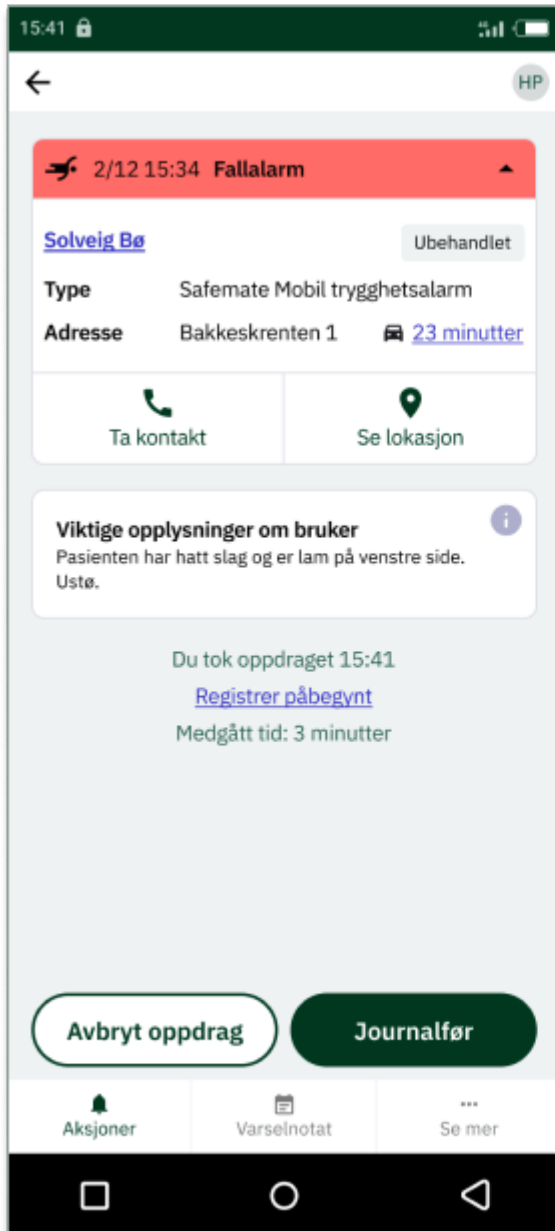 15:41
HP
2/12 15:34 Fallalarm
Solveig Bø Ubehandlet
Type Safemate Mobil trygghetsalarm
Adresse Bakkeskrenten 1 23 minutter
Ta kontakt Se lokasjon
Viktige opplysninger om bruker
Pasienten har hatt slag og er lam på venstre side.
Ustø.
Du tok oppdraget 15:41
Registrer påbegynt
Medgått tid: 3 minutter
Avbryt oppdrag Journalfør
Aksjoner Varselnotat Se mer